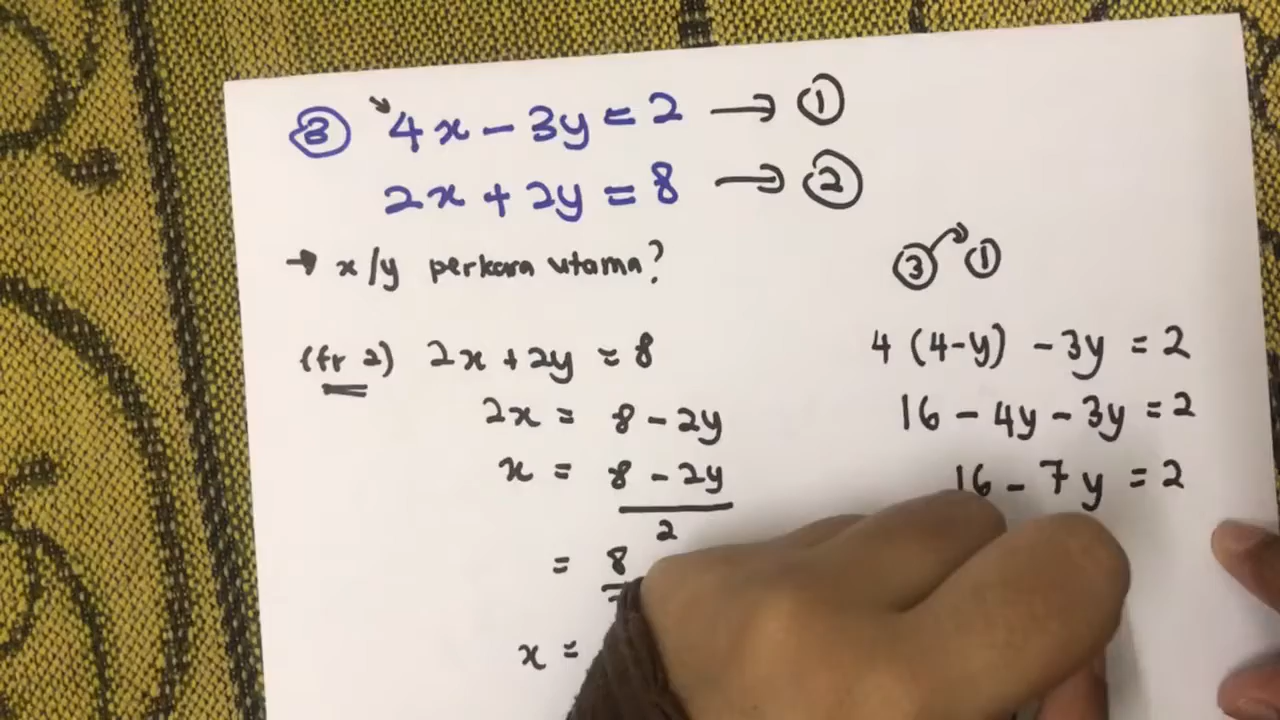 ③ 4x - 3y = 2 → ①
2x + 2y = 8 → ②
→ x/y perkara utama?
(fr 2) 2x + 2y = 8
2x = 8 - 2y
x = 8 - 2y
2
= 8
x =
③ → ①
4 (4-y) - 3y = 2
16 - 4y - 3y = 2
16 - 7y = 2